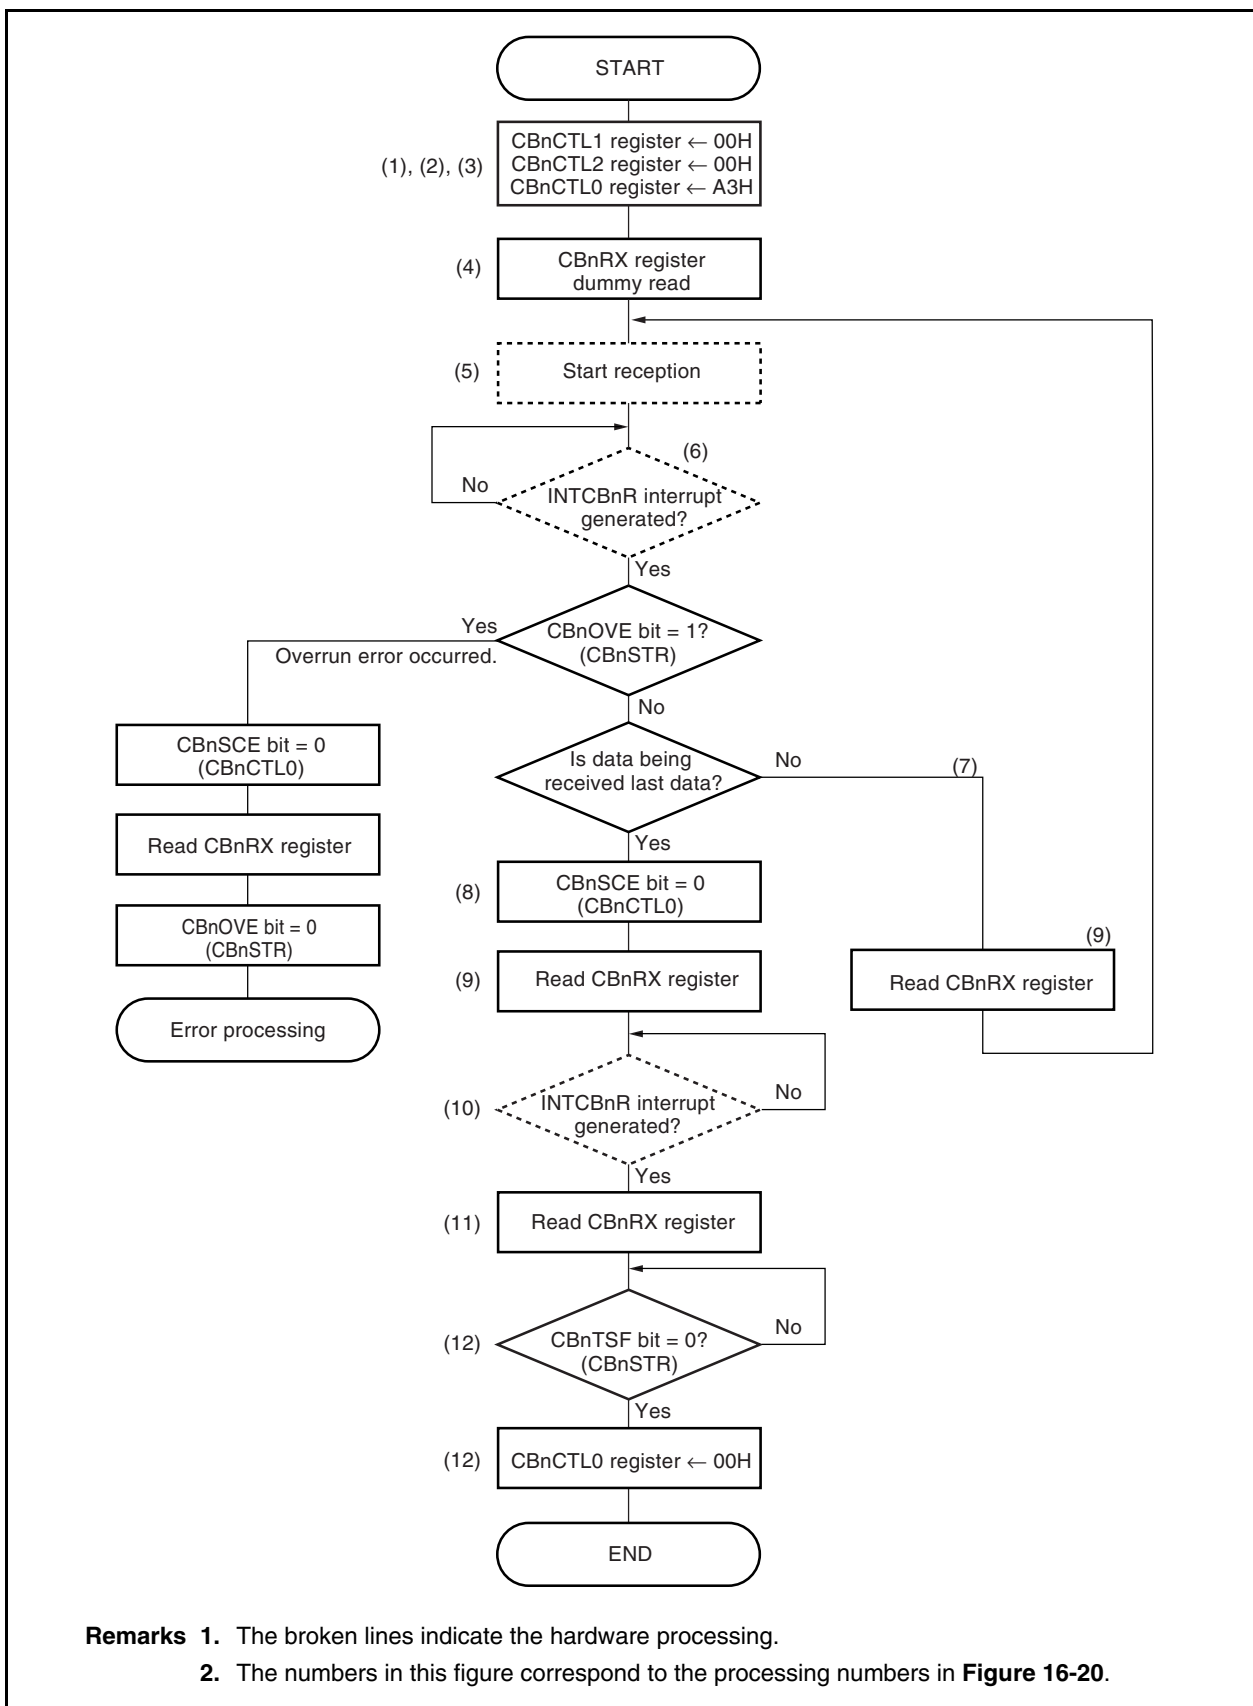 START
CBnCTL1 register ← 00H
(1), (2), (3)
CBnCTL2 register ← 00H
CBnCTL0 register ← A3H
(4)
CBnRX register
dummy read
(5)
Start reception
(6)
No
INTCBnR interrupt
generated?
Yes
Yes
CBnOVE bit = 1?
(CBnSTR)
Overrun error occurred.
No
CBnSCE bit = 0
(CBnCTL0)
Is data being
received last data?
No
(7)
Read CBnRX register
Yes
(8)
CBnSCE bit = 0
(CBnCTL0)
CBnOVE bit = 0
(CBnSTR)
(9)
Read CBnRX register
(9)
Read CBnRX register
Error processing
(10)
INTCBnR interrupt
generated?
No
Yes
(11)
Read CBnRX register
(12)
CBnTSF bit = 0?
(CBnSTR)
No
Yes
(12)
CBnCTL0 register ← 00H
END
Remarks 1. The broken lines indicate the hardware processing.
2. The numbers in this figure correspond to the processing numbers in Figure 16-20.